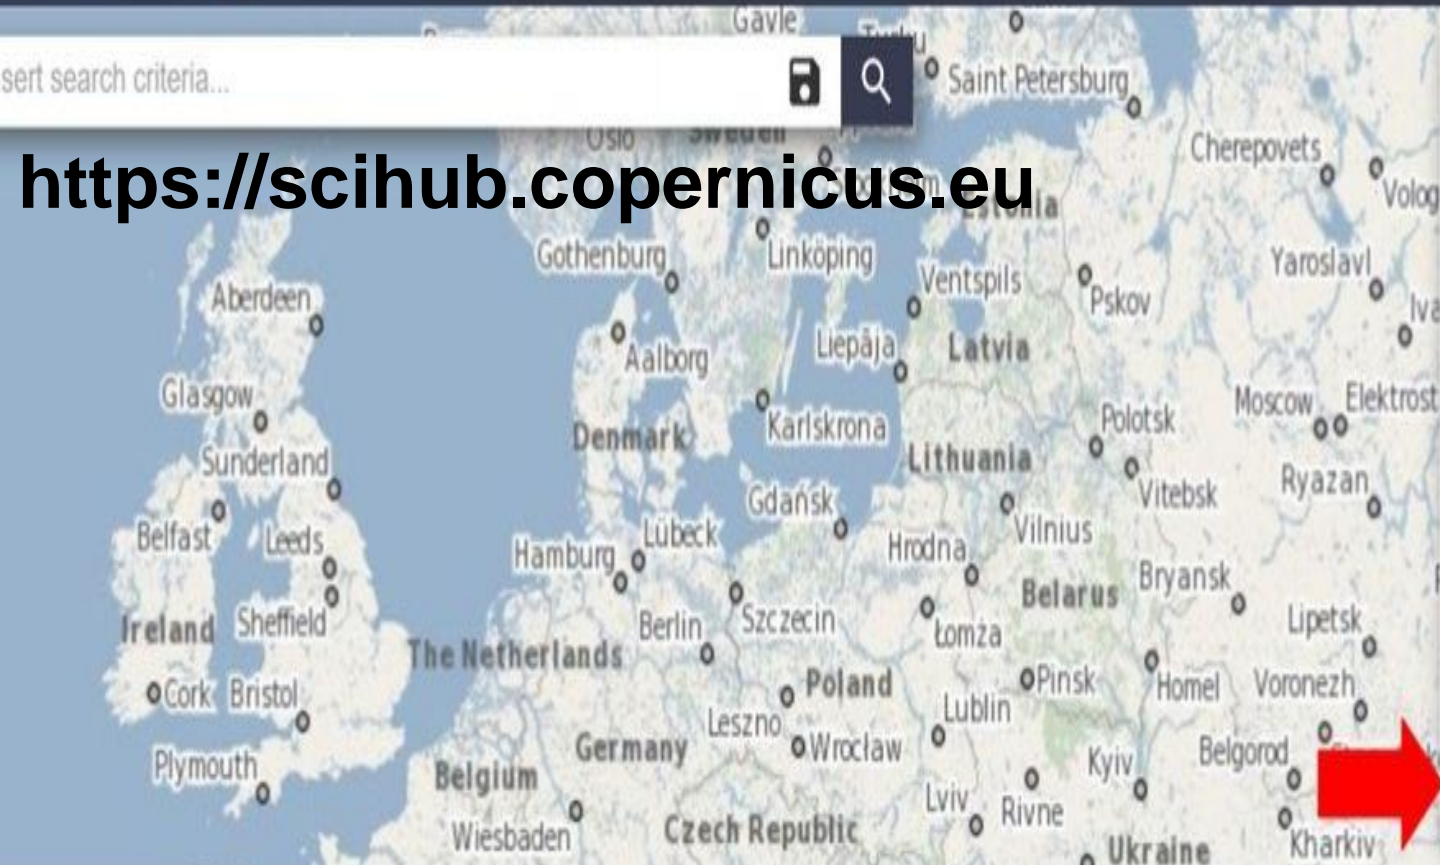 Gävle
sert search criteria...
Saint Petersburg
Oslo
Sweden
Cherepovets
https://scihub.copernicus.eu
Estonia
Gothenburg
Linköping
Ventspils
Pskov
Yaroslavl
Aberdeen
Aalborg
Liepāja
Latvia
Glasgow
Karlskrona
Polotsk
Moscow
Elektrost
Denmark
Sunderland
Lithuania
Vitebsk
Ryazan
Gdańsk
Belfast
Leeds
Hamburg
Lübeck
Hrodna
Vilnius
Belarus
Bryansk
Ireland
Sheffield
Berlin
Szczecin
Łomża
Lipetsk
The Netherlands
Cork
Bristol
Poland
Pinsk
Homel
Voronezh
Leszno
Lublin
Germany
Wrocław
Plymouth
Belgium
Kyiv
Belgorod
Lviv
Rivne
Wiesbaden
Czech Republic
Ukraine
Kharkiv